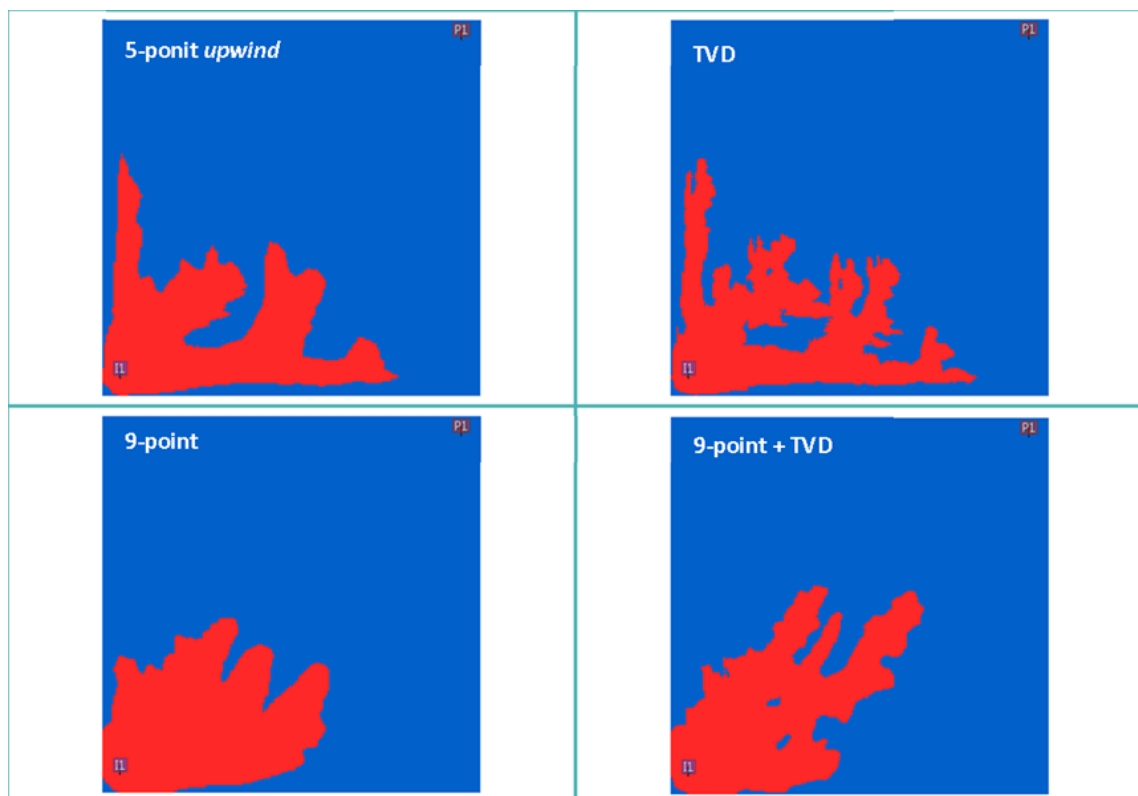 P1
5-ponit upwind
I1
P1
TVD
I1
P1
9-point
I1
P1
9-point + TVD
I1